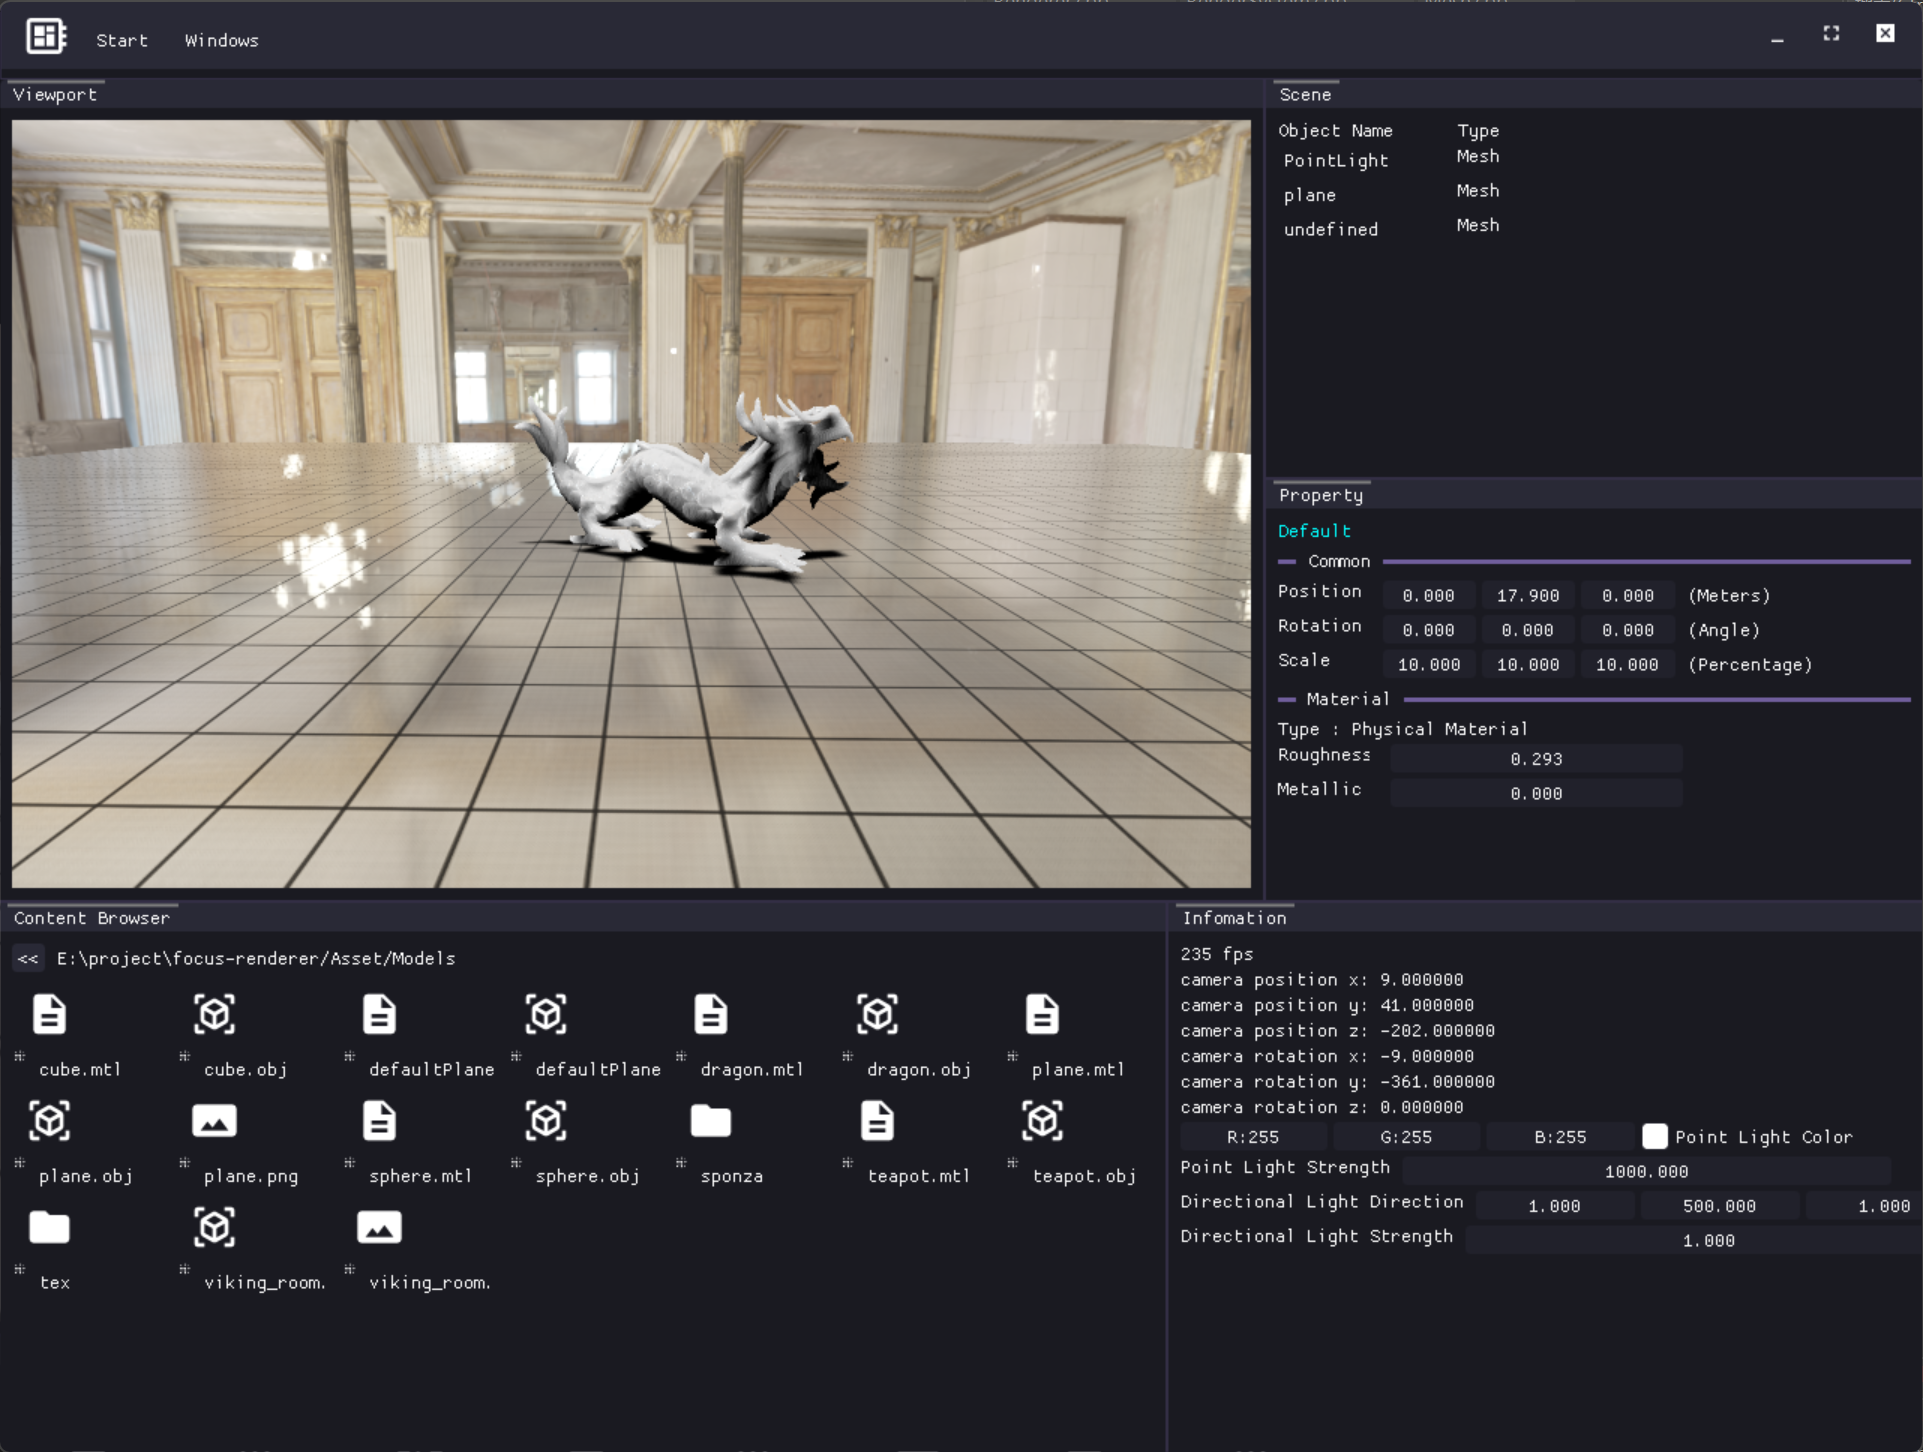 Start Windows
Viewport
Scene
Object Name Type
PointLight Mesh
plane Mesh
undefined Mesh
Property
Default
Common
Position 0.000 17.900 0.000 (Meters)
Rotation 0.000 0.000 0.000 (Angle)
Scale 10.000 10.000 10.000 (Percentage)
Material
Type : Physical Material
Roughness 0.293
Metallic 0.000
Content Browser
<< E:\project\focus-renderer/Asset/Models
cube.mtl cube.obj defaultPlane defaultPlane dragon.mtl dragon.obj plane.mtl
plane.obj plane.png sphere.mtl sphere.obj sponza teapot.mtl teapot.obj
tex viking_room. viking_room.
Infomation
235 fps
camera position x: 9.000000
camera position y: 41.000000
camera position z: -202.000000
camera rotation x: -9.000000
camera rotation y: -361.000000
camera rotation z: 0.000000
R:255 G:255 B:255 Point Light Color
Point Light Strength 1000.000
Directional Light Direction 1.000 500.000 1.000
Directional Light Strength 1.000